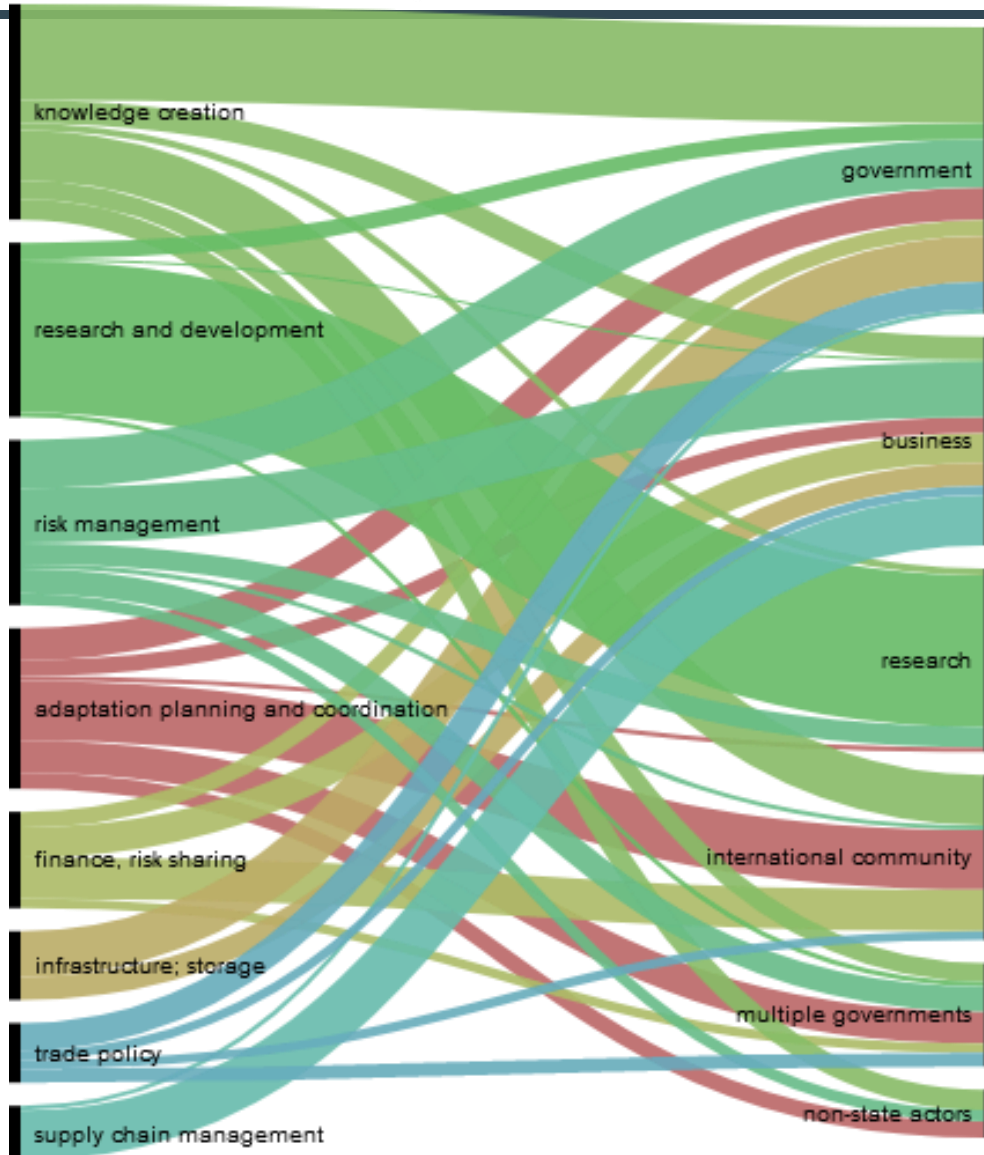 knowledge creation
government
research and development
business
risk management
research
adaptation planning and coordination
international community
finance, risk sharing
infrastructure; storage
multiple governments
trade policy
non-state actors
supply chain management